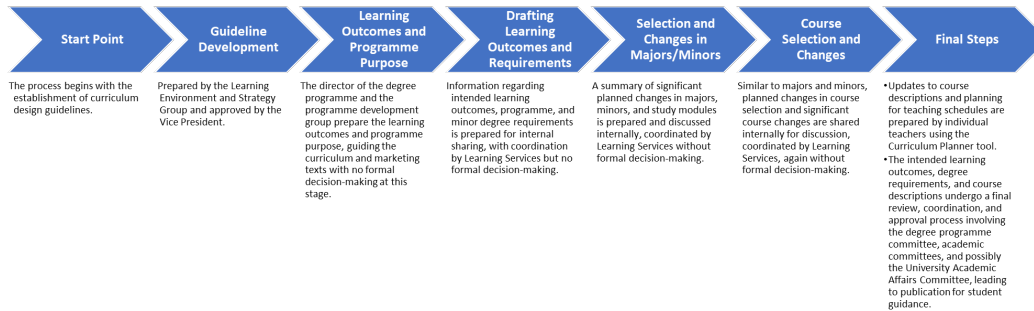 Start Point
The process begins with the
establishment of curriculum
design guidelines.
Guideline
Development
Prepared by the Learning
Environment and Strategy
Group and approved by the
Vice President.
Learning
Outcomes and
Programme
Purpose
The director of the degree
programme and the
programme development
group prepare the learning
outcomes and programme
purpose, guiding the
curriculum and marketing
texts with no formal
decision-making at this
stage.
Drafting
Learning
Outcomes and
Requirements
Information regarding
intended learning
outcomes, programme, and
minor degree requirements
is prepared for internal
sharing, with coordination
by Learning Services but no
formal decision-making.
Selection and
Changes in
Majors/Minors
A summary of significant
planned changes in majors,
minors, and study modules
is prepared and discussed
internally, coordinated by
Learning Services without
formal decision-making.
Course
Selection and
Changes
Similar to majors and minors,
planned changes in course
selection and significant
course changes are shared
internally for discussion,
coordinated by Learning
Services, again without
formal decision-making.
Final Steps
•Updates to course
descriptions and planning
for teaching schedules are
prepared by individual
teachers using the
Curriculum Planner tool.
•The intended learning
outcomes, degree
requirements, and course
descriptions undergo a final
review, coordination, and
approval process involving
the degree programme
committee, academic
committees, and possibly
the University Academic
Affairs Committee, leading
to publication for student
guidance.